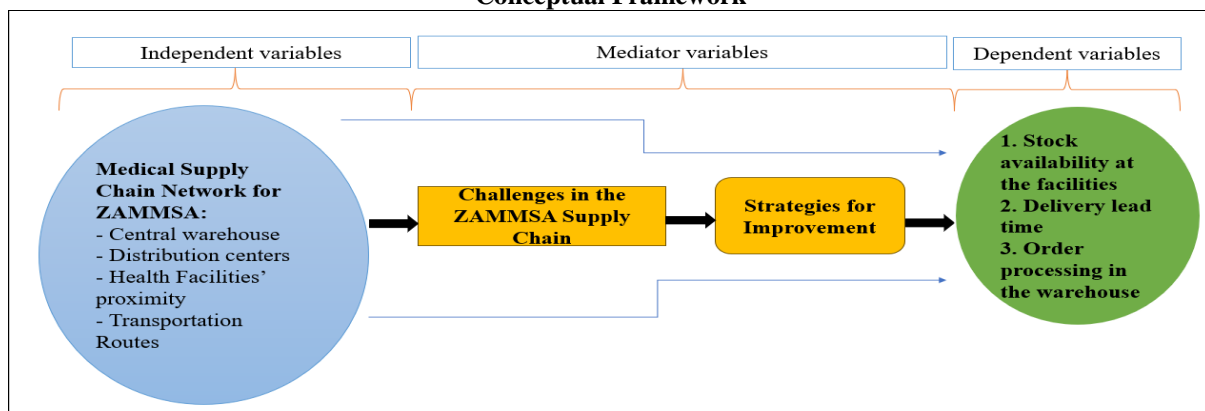 Conceptual Framework
Independent variables
Mediator variables
Dependent variables
Medical Supply
Chain Network for
ZAMMSA:
- Central warehouse
- Distribution centers
- Health Facilities’
proximity
- Transportation
Routes
Challenges in the
ZAMMSA Supply
Chain
Strategies for
Improvement
1. Stock
availability at
the facilities
2. Delivery lead
time
3. Order
processing in
the warehouse